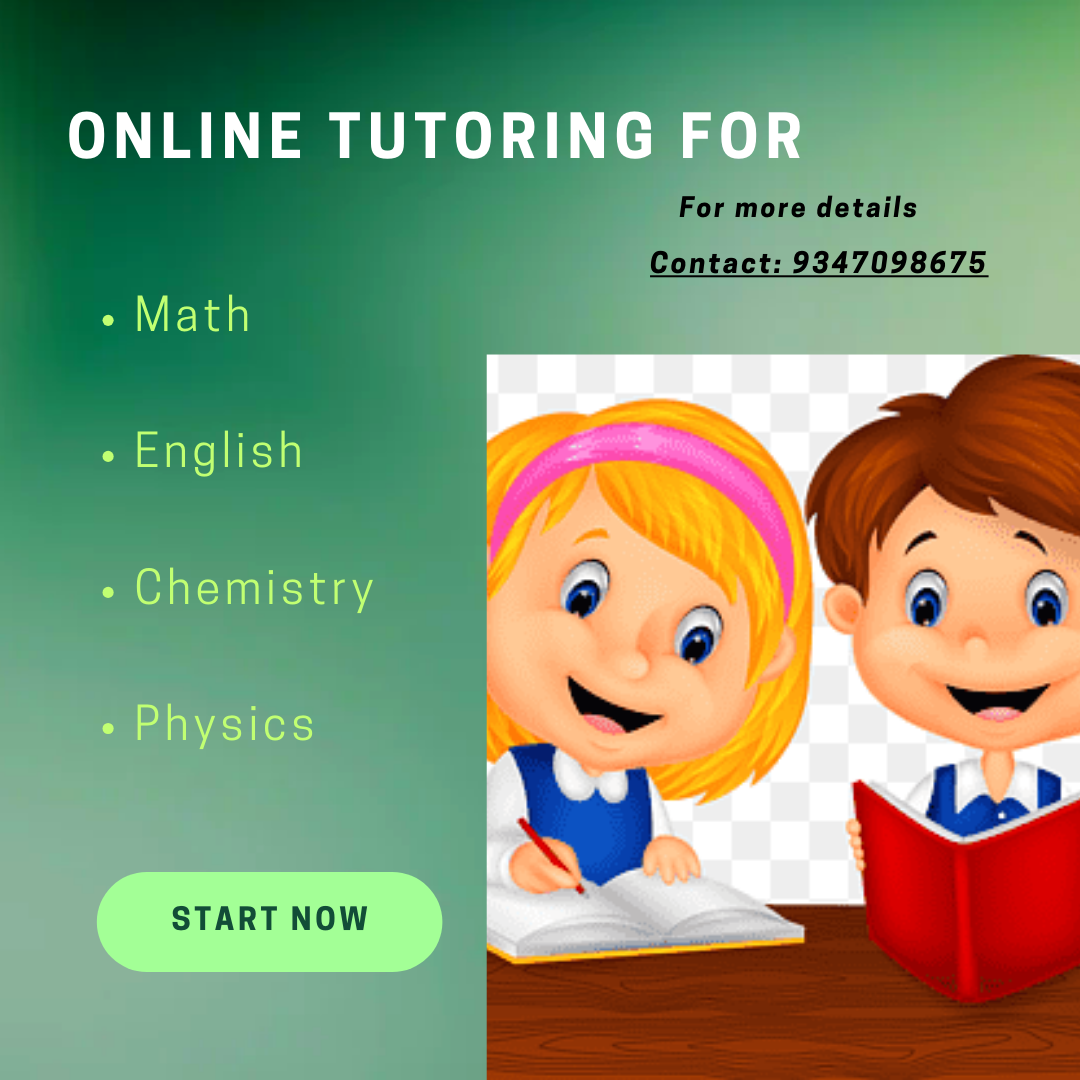 ONLINE TUTORING FOR
For more details
Contact: 9347098675
• Math
• English
• Chemistry
• Physics
START NOW